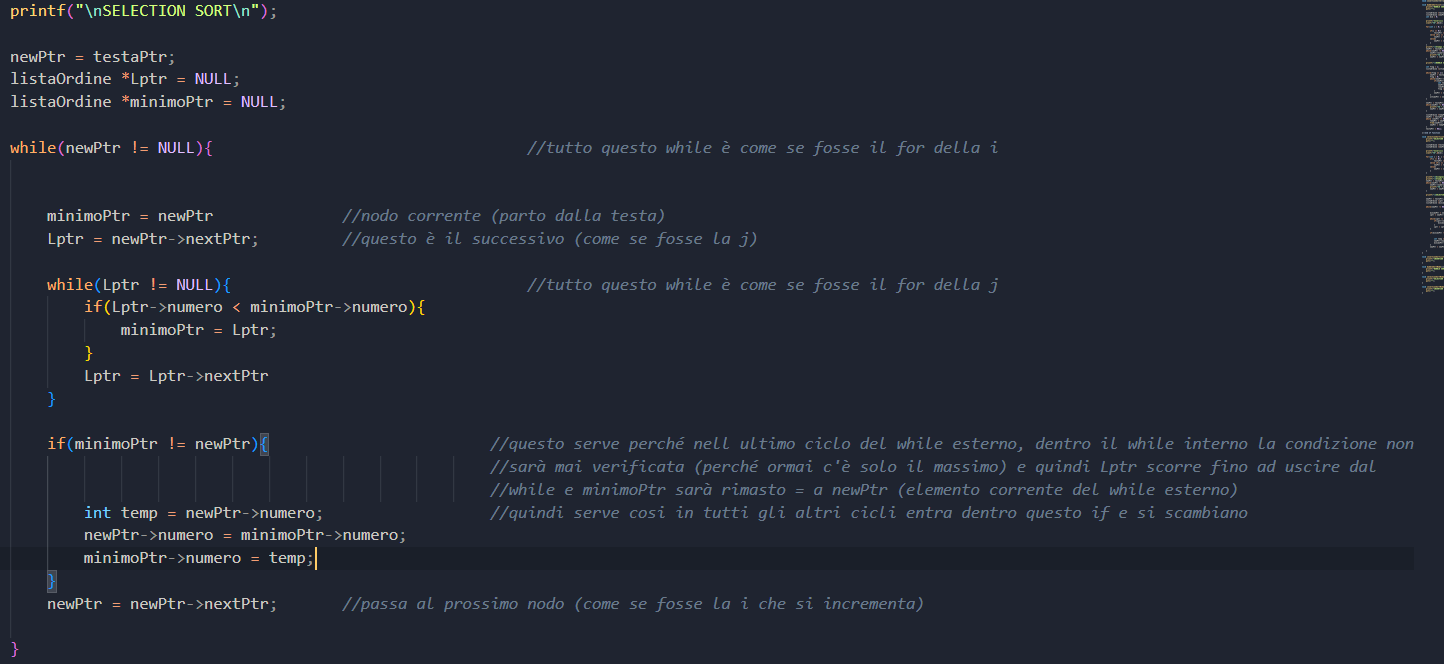 printf("\nSELECTION SORT\n");
newPtr = testaPtr;
listaOrdine *Lptr = NULL;
listaOrdine *minimoPtr = NULL;
while(newPtr != NULL){ //tutto questo while è come se fosse il for della i
minimoPtr = newPtr //nodo corrente (parto dalla testa)
Lptr = newPtr->nextPtr; //questo è il successivo (come se fosse la j)
while(Lptr != NULL){ //tutto questo while è come se fosse il for della j
if(Lptr->numero < minimoPtr->numero){
minimoPtr = Lptr;
}
Lptr = Lptr->nextPtr
}
if(minimoPtr != newPtr){ //questo serve perché nell ultimo ciclo del while esterno, dentro il while interno la condizione non
//sarà mai verificata (perché ormai c'è solo il massimo) e quindi Lptr scorre fino ad uscire dal
//while e minimoPtr sarà rimasto = a newPtr (elemento corrente del while esterno)
int temp = newPtr->numero; //quindi serve cosi in tutti gli altri cicli entra dentro questo if e si scambiano
newPtr->numero = minimoPtr->numero;
minimoPtr->numero = temp;
}
newPtr = newPtr->nextPtr; //passa al prossimo nodo (come se fosse la i che si incrementa)
}